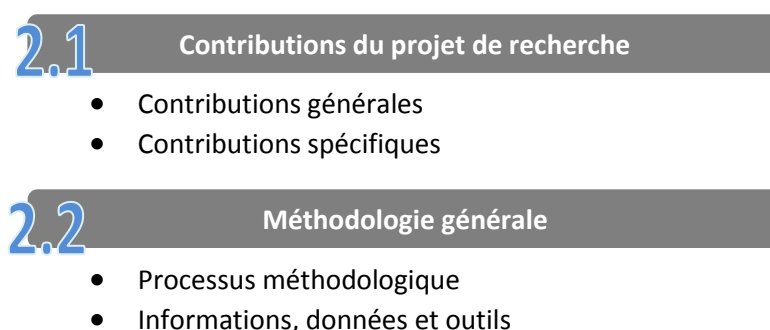 2.1 Contributions du projet de recherche
• Contributions générales
• Contributions spécifiques
2.2 Méthodologie générale
• Processus méthodologique
• Informations, données et outils